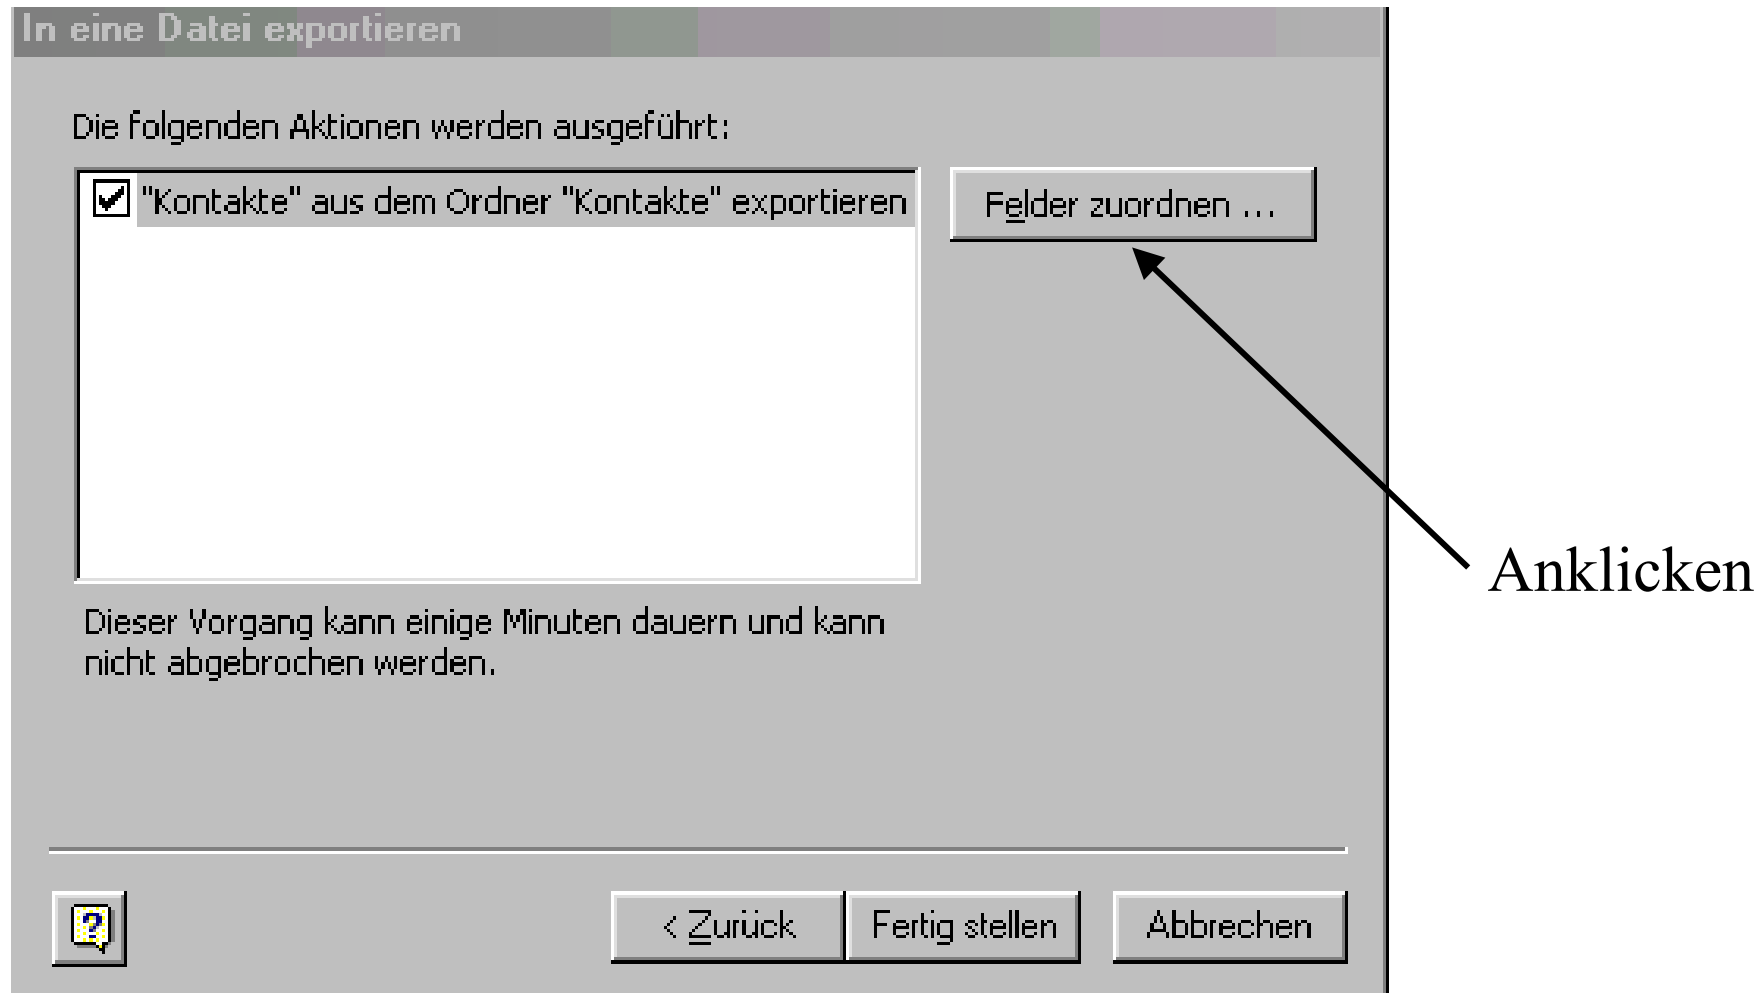 In eine Datei exportieren
Die folgenden Aktionen werden ausgeführt:
"Kontakte" aus dem Ordner "Kontakte" exportieren
Felder zuordnen ...
Anklicken
Dieser Vorgang kann einige Minuten dauern und kann
nicht abgebrochen werden.
?
< Zurück
Fertig stellen
Abbrechen